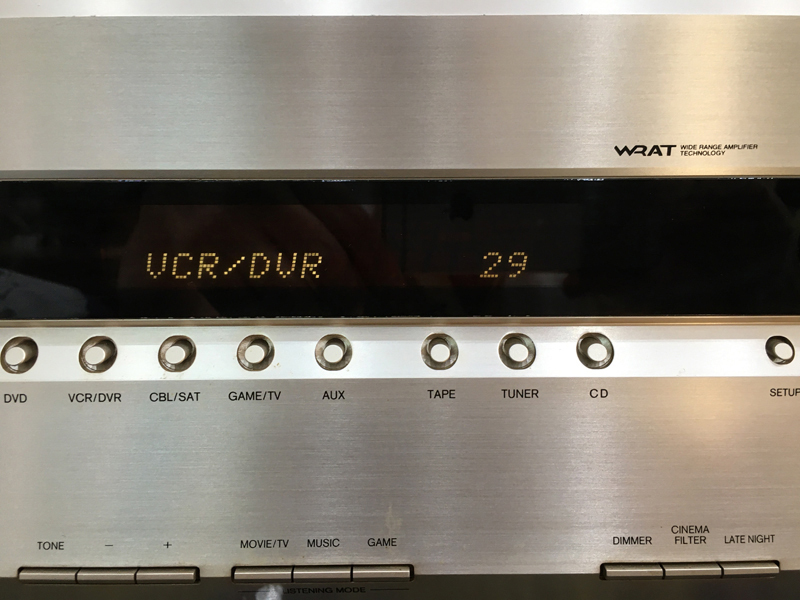 WRAT WIDE RANGE AMPLIFIER
TECHNOLOGY
VCR/DVR 29
DVD VCR/DVR CBL/SAT GAME/TV AUX TAPE TUNER CD SETUP
CINEMA
TONE − + MOVIE/TV MUSIC GAME DIMMER FILTER LATE NIGHT
MODE